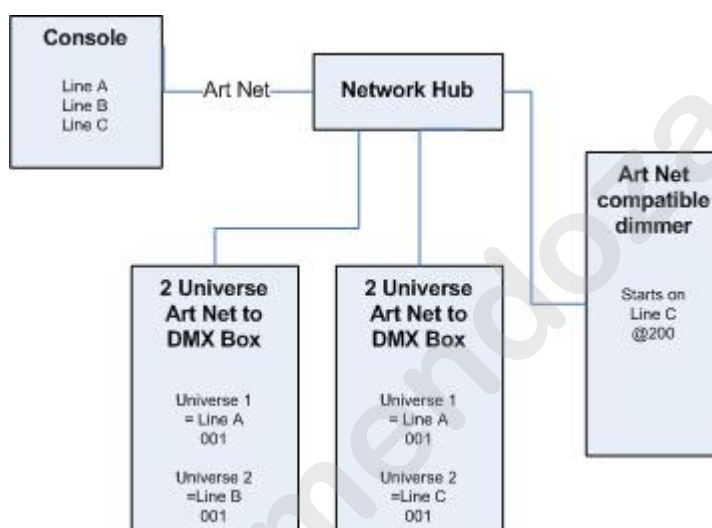 Console
Line A
Line B
Line C
Art Net
Network Hub
Art Net
compatible
dimmer
Starts on
Line C
@200
2 Universe
Art Net to
DMX Box
Universe 1
= Line A
001
Universe 2
=Line B
001
2 Universe
Art Net to
DMX Box
Universe 1
= Line A
001
Universe 2
=Line C
001
mendoza